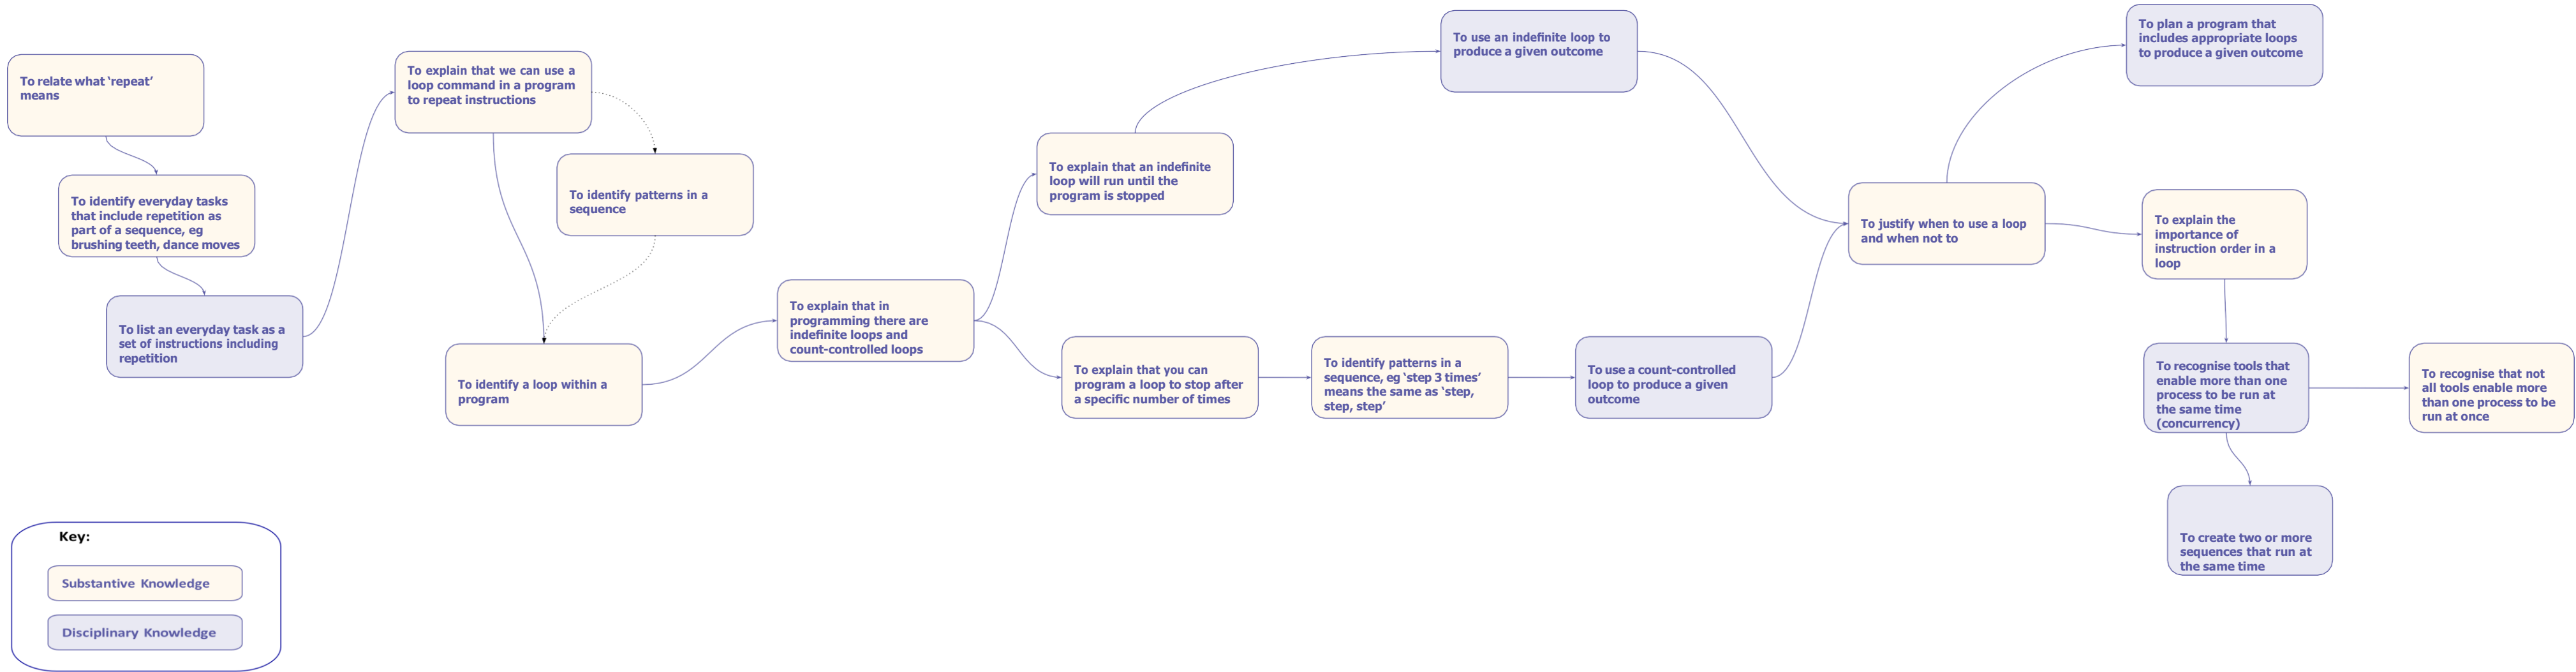 To relate what ‘repeat’
means
To identify everyday tasks
that include repetition as
part of a sequence, eg
brushing teeth, dance moves
To list an everyday task as a
set of instructions including
repetition
To explain that we can use a
loop command in a program
to repeat instructions
To identify patterns in a
sequence
To identify a loop within a
program
To explain that in
programming there are
indefinite loops and
count-controlled loops
To explain that an indefinite
loop will run until the
program is stopped
To use an indefinite loop to
produce a given outcome
To explain that you can
program a loop to stop after
a specific number of times
To identify patterns in a
sequence, eg ‘step 3 times’
means the same as ‘step,
step, step’
To use a count-controlled
loop to produce a given
outcome
To justify when to use a loop
and when not to
To plan a program that
includes appropriate loops
to produce a given outcome
To explain the
importance of
instruction order in a
loop
To recognise tools that
enable more than one
process to be run at
the same time
(concurrency)
To recognise that not
all tools enable more
than one process to be
run at once
To create two or more
sequences that run at
the same time
Key:
Substantive Knowledge
Disciplinary Knowledge